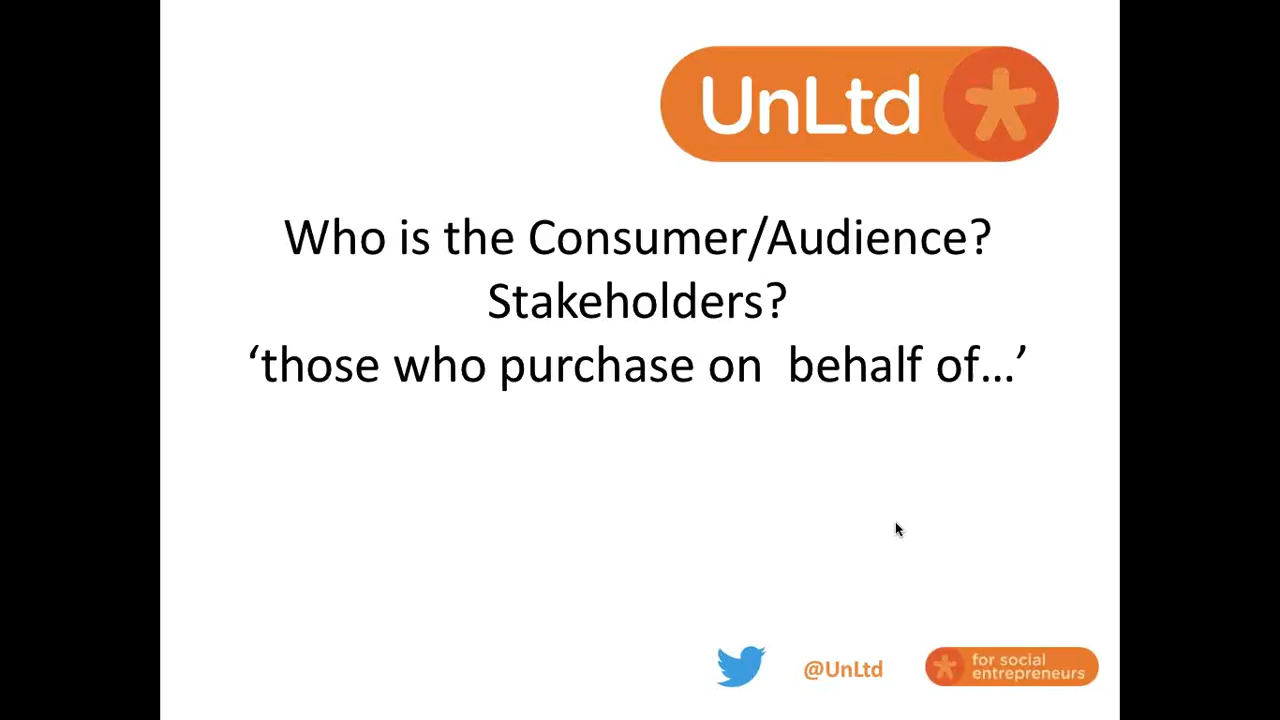 UnLtd
Who is the Consumer/Audience?
Stakeholders?
‘those who purchase on  behalf of...’
@UnLtd
for social
entrepreneurs